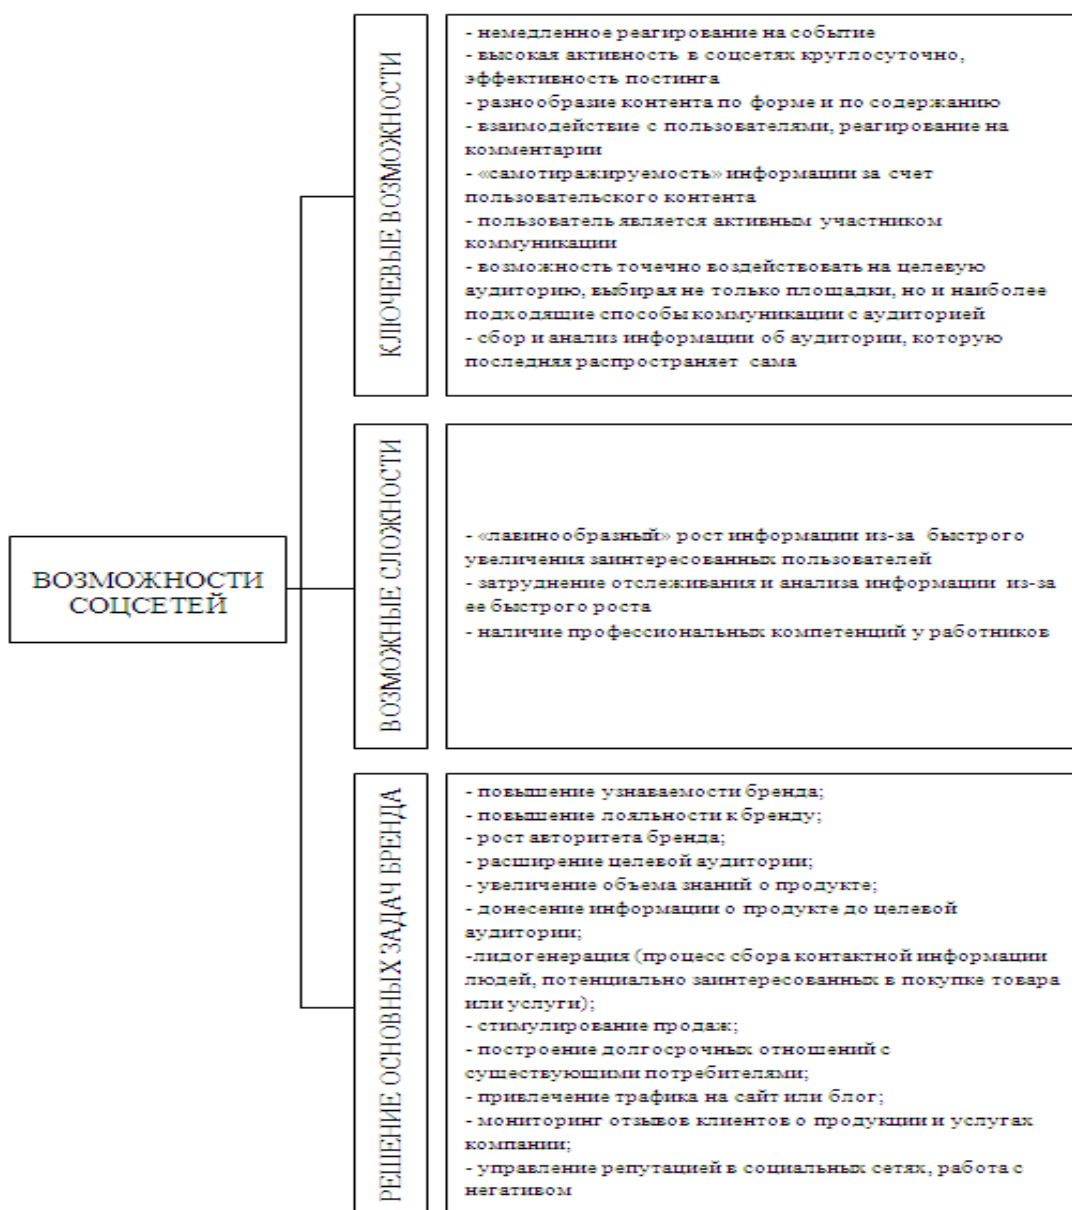 ВОЗМОЖНОСТИ
СОЦСЕТЕЙ
КЛЮЧЕВЫЕ ВОЗМОЖНОСТИ
- немедленное реагирование на событие
- высокая активность в соцсетях круглосуточно,
эффективность постинга
- разнообразие контента по форме и по содержанию
- взаимодействие с пользователями, реагирование на
комментарии
- «самотиражируемость» информации за счет
пользовательского контента
- пользователь является активным участником
коммуникации
- возможность точечно воздействовать на целевую
аудиторию, выбирая не только площадки, но и наиболее
подходящие способы коммуникации с аудиторией
- сбор и анализ информации об аудитории, которую
последняя распространяет сама
ВОЗМОЖНЫЕ СЛОЖНОСТИ
- «лавинообразный» рост информации из-за быстрого
увеличения заинтересованных пользователей
- затруднение отслеживания и анализа информации из-за
ее быстрого роста
- наличие профессиональных компетенций у работников
РЕШЕНИЕ ОСНОВНЫХ ЗАДАЧ БРЕНДА
- повышение узнаваемости бренда;
- повышение лояльности к бренду;
- рост авторитета бренда;
- расширение целевой аудитории;
- увеличение объема знаний о продукте;
- донесение информации о продукте до целевой
аудитории;
-лидогенерация (процесс сбора контактной информации
людей, потенциально заинтересованных в покупке товара
или услуги);
- стимулирование продаж;
- построение долгосрочных отношений с
существующими потребителями;
- привлечение трафика на сайт или блог;
- мониторинг отзывов клиентов о продукции и услугах
компании;
- управление репутацией в социальных сетях, работа с
негативом